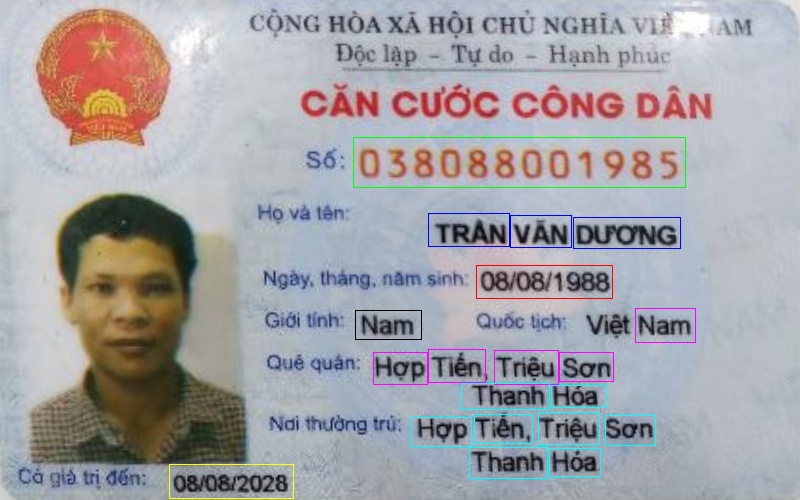 CỘNG HÒA XÃ HỘI CHỦ NGHĨA VIỆT NAM
Độc lập - Tự do - Hạnh phúc
CĂN CƯỚC CÔNG DÂN
Số: 038088001985
Họ và tên:
TRẦN VĂN DƯƠNG
Ngày, tháng, năm sinh: 08/08/1988
Giới tính: Nam Quốc tịch: Việt Nam
Quê quán: Hợp Tiến, Triệu Sơn
Thanh Hóa
Nơi thường trú: Hợp Tiến, Triệu Sơn
Thanh Hóa
Có giá trị đến: 08/08/2028